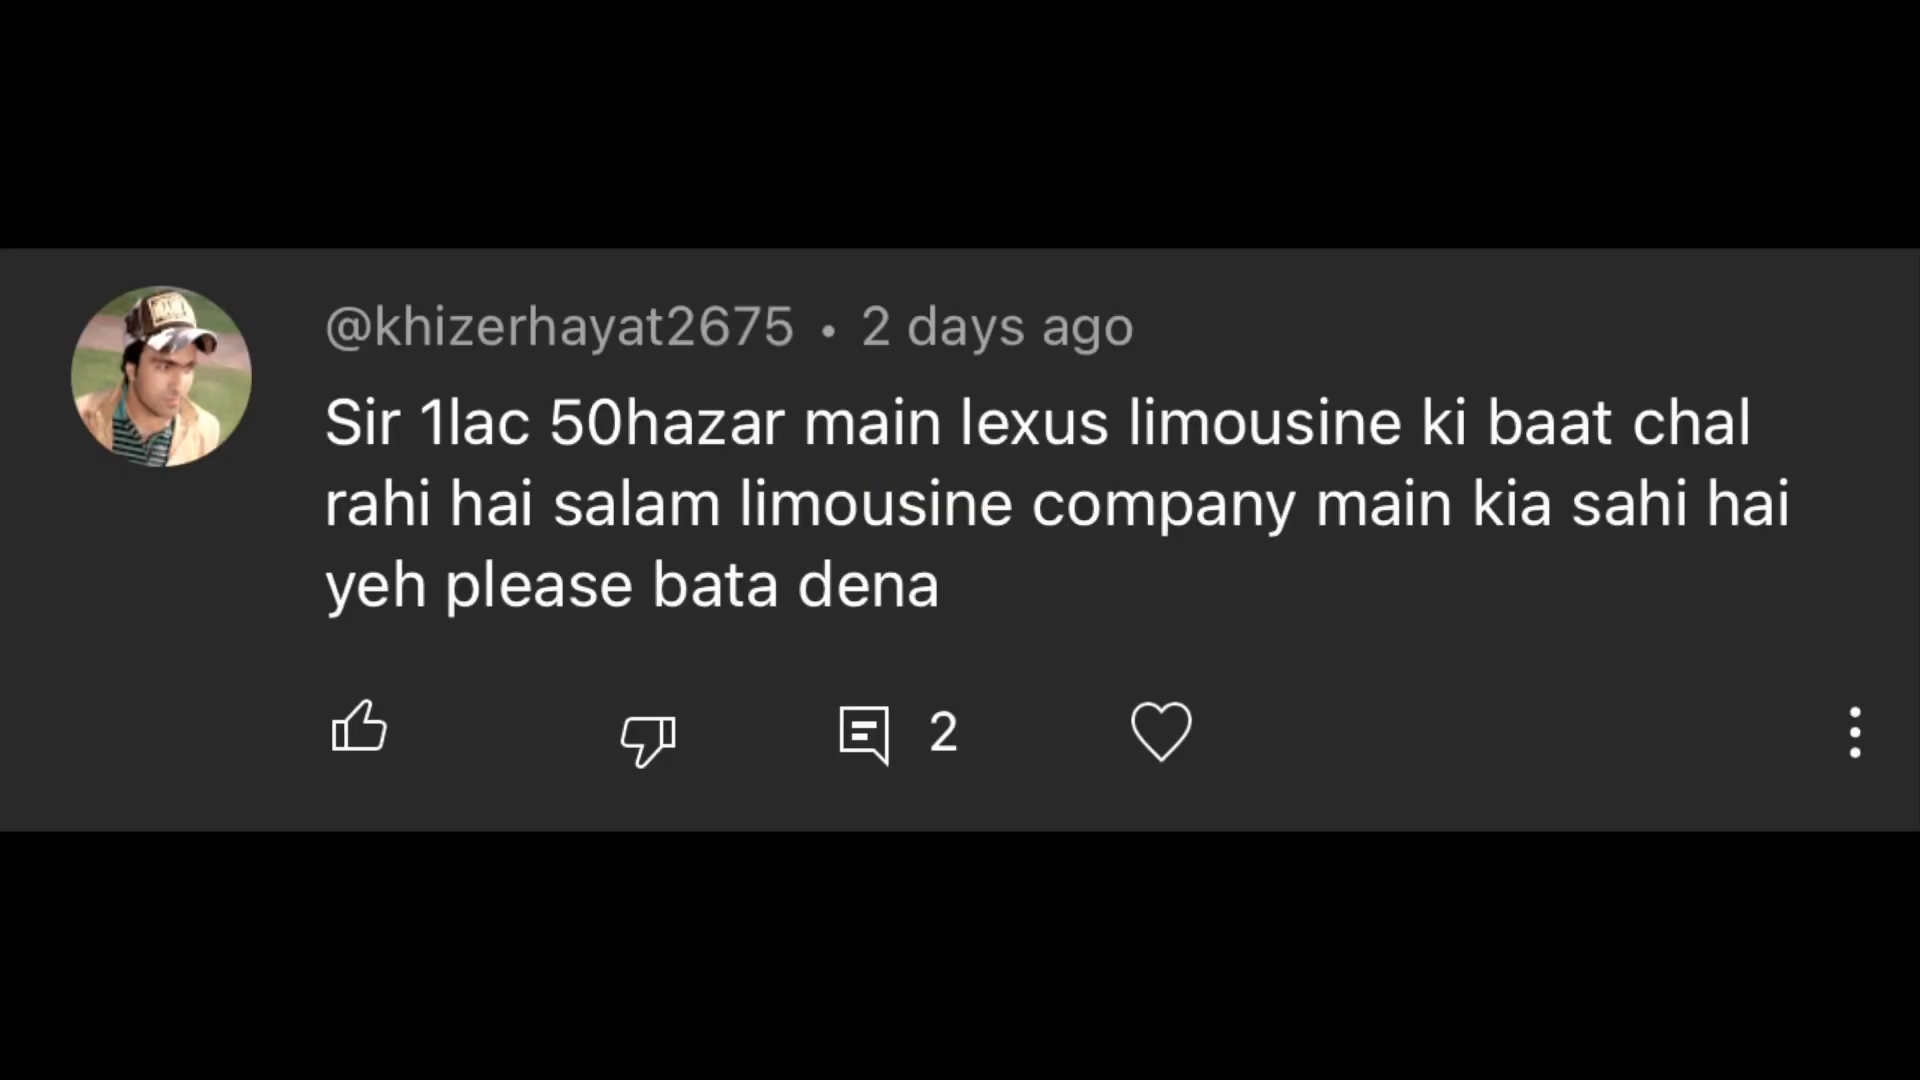 @khizerhayat2675 • 2 days ago
Sir 1lac 50hazar main lexus limousine ki baat chal
rahi hai salam limousine company main kia sahi hai
yeh please bata dena
2